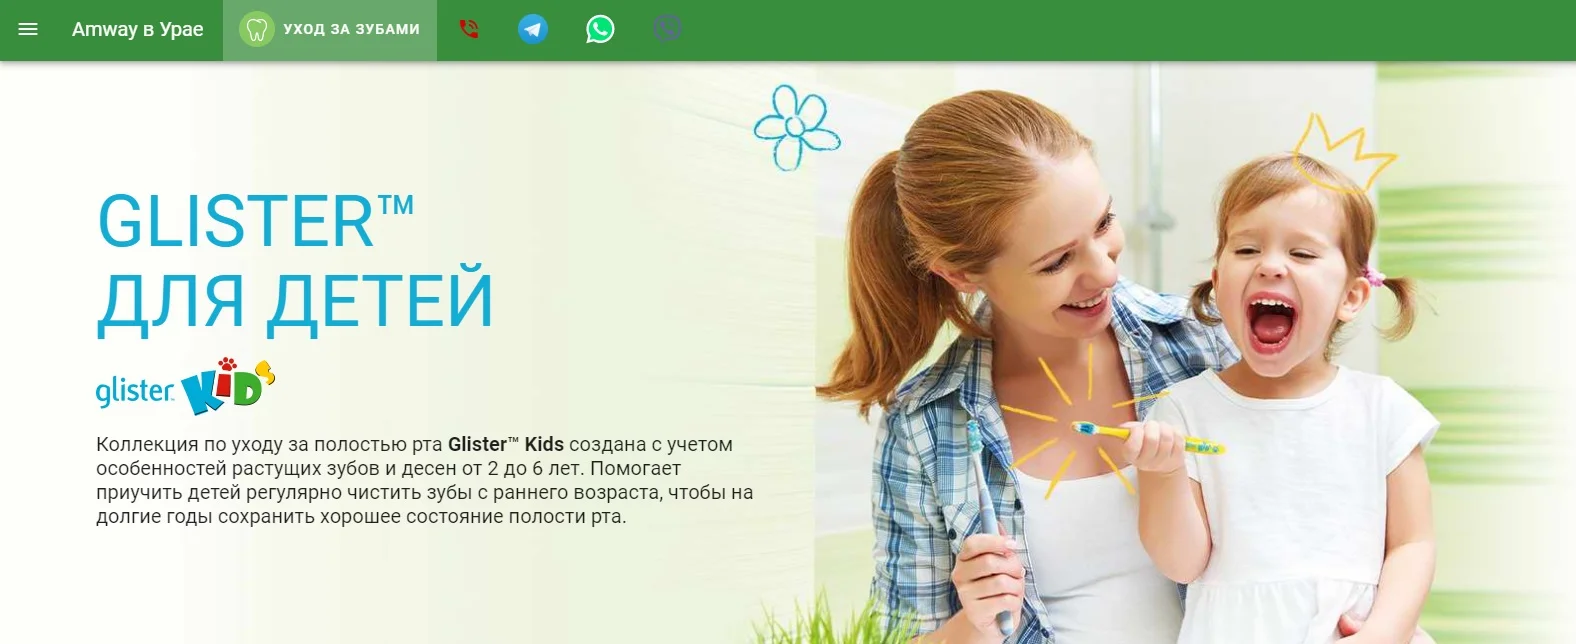 Amway в Урае
УХОД ЗА ЗУБАМИ
GLISTER™
ДЛЯ ДЕТЕЙ
glister™ KiDS
Коллекция по уходу за полостью рта Glister™ Kids создана с учетом
особенностей растущих зубов и десен от 2 до 6 лет. Помогает
приучить детей регулярно чистить зубы с раннего возраста, чтобы на
долгие годы сохранить хорошее состояние полости рта.